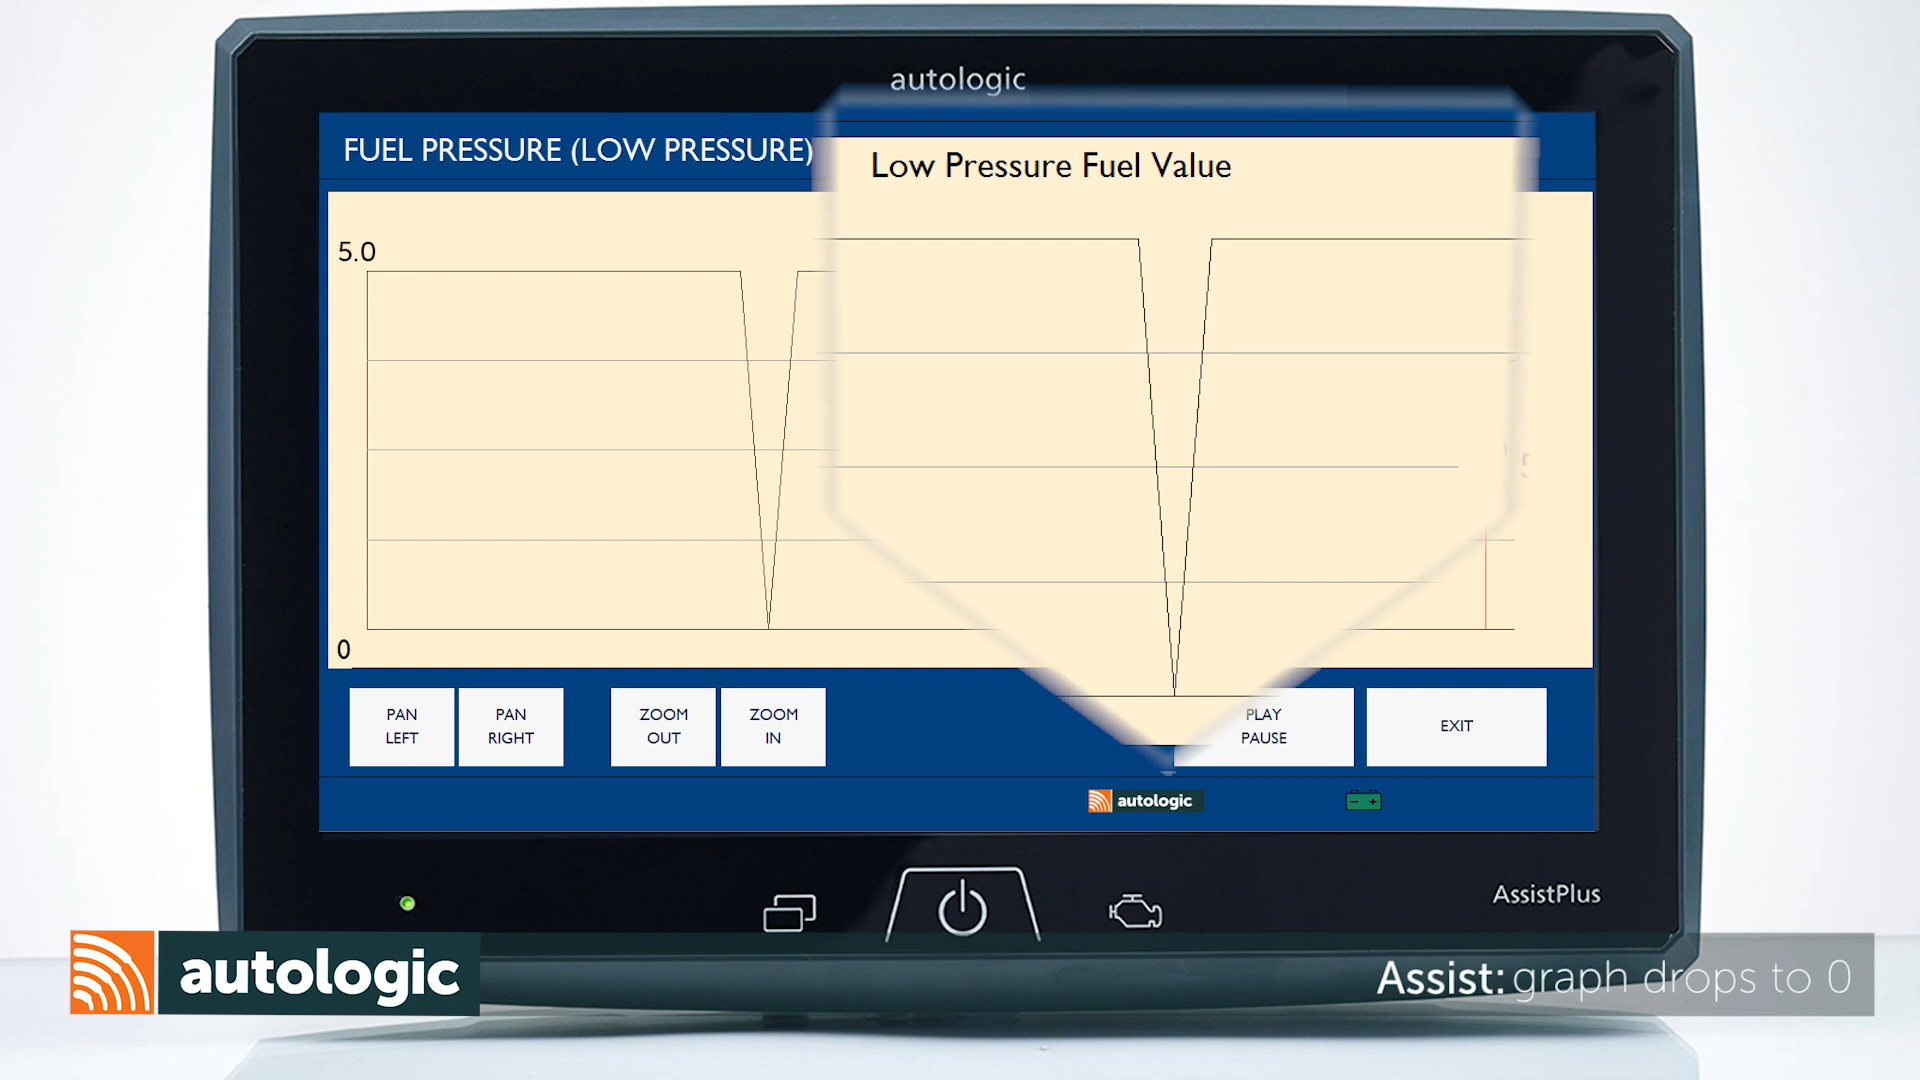 autologic
FUEL PRESSURE (LOW PRESSURE)
Low Pressure Fuel Value
5.0
0
PAN
LEFT
PAN
RIGHT
ZOOM
OUT
ZOOM
IN
PLAY
PAUSE
EXIT
autologic
AssistPlus
autologic
Assist: graph drops to 0